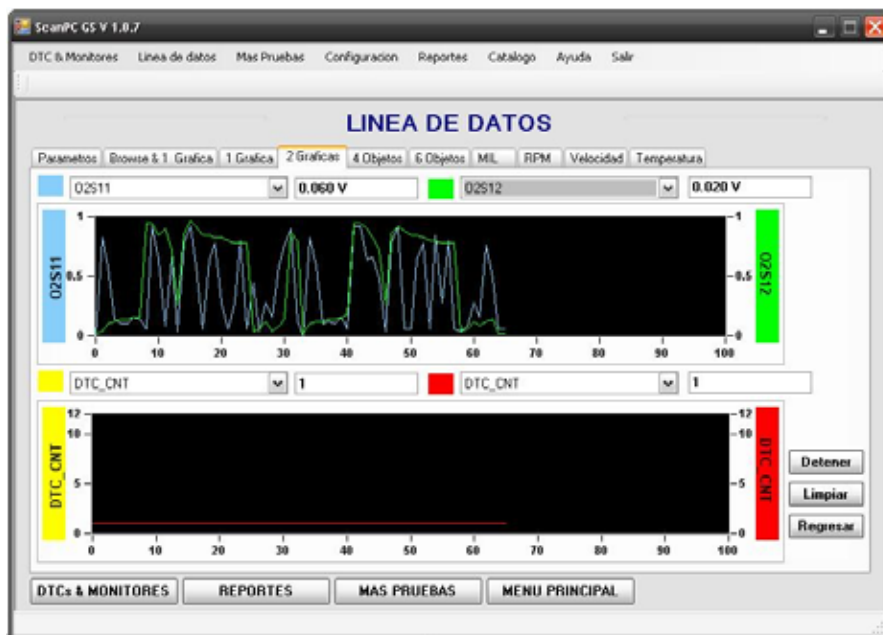 ScanPC GS V 1.0.7
DTC & Monitores Linea de datos Mas Pruebas Configuracion Reportes Catalogo Ayuda Salir
LINEA DE DATOS
Parametros Browse & 1 Grafica 1 Grafica 2 Graficas 4 Objetos 6 Objetos MIL RPM Velocidad Temperatura
O2S11 0.060 V O2S12 0.020 V
O2S11
1 0.5 0
1 0.5 0
O2S12
0 10 20 30 40 50 60 70 80 90 100
DTC_CNT 1 DTC_CNT 1
DTC_CNT
12 10 5 0
12 10 5 0
DTC_CNT
0 10 20 30 40 50 60 70 80 90 100
Detener
Limpiar
Regresar
DTCs & MONITORES REPORTES MAS PRUEBAS MENU PRINCIPAL